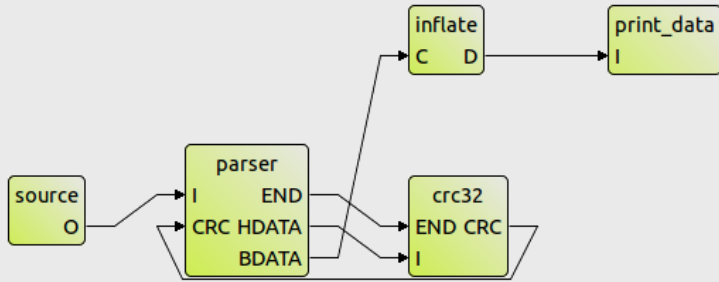 inflate
C D
print_data
I
source
O
parser
I END
CRC HDATA
BDATA
crc32
END CRC
I